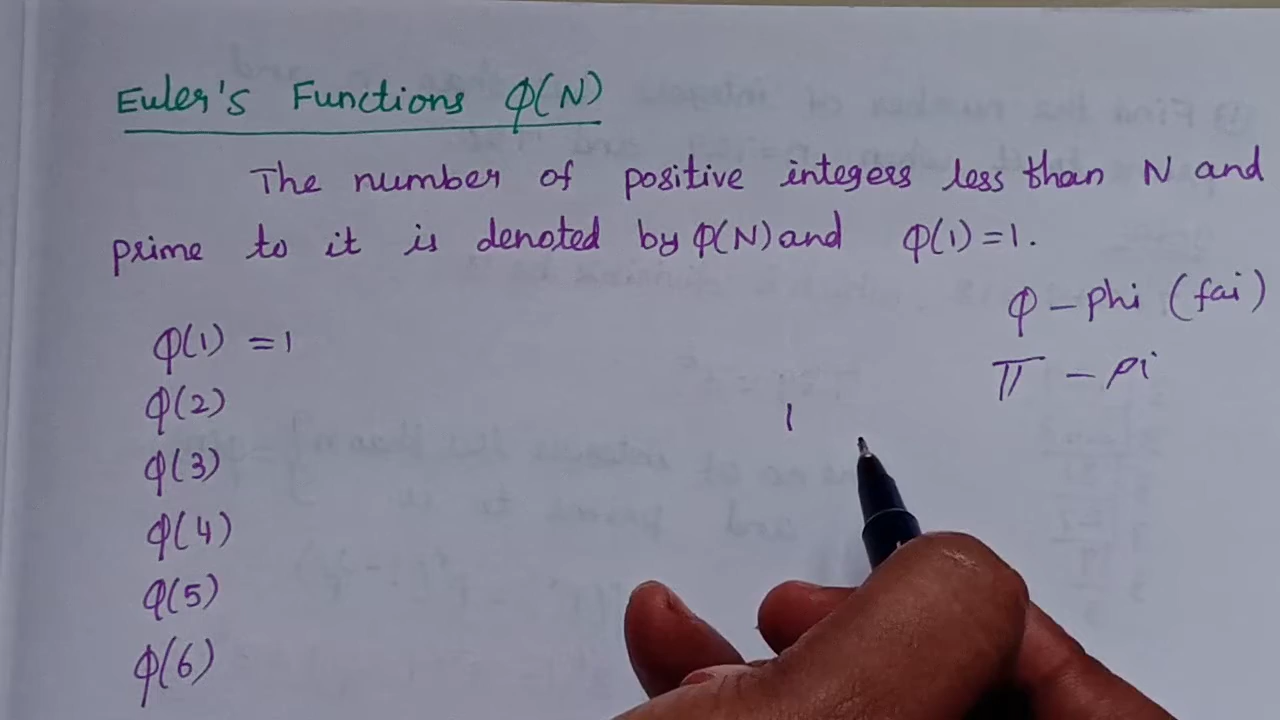 Euler's Functions φ(N)
The number of positive integers less than N and
prime to it is denoted by φ(N) and φ(1) = 1.
φ – phi (fai)
π – pi
φ(1) = 1
φ(2)
1
φ(3)
φ(4)
φ(5)
φ(6)